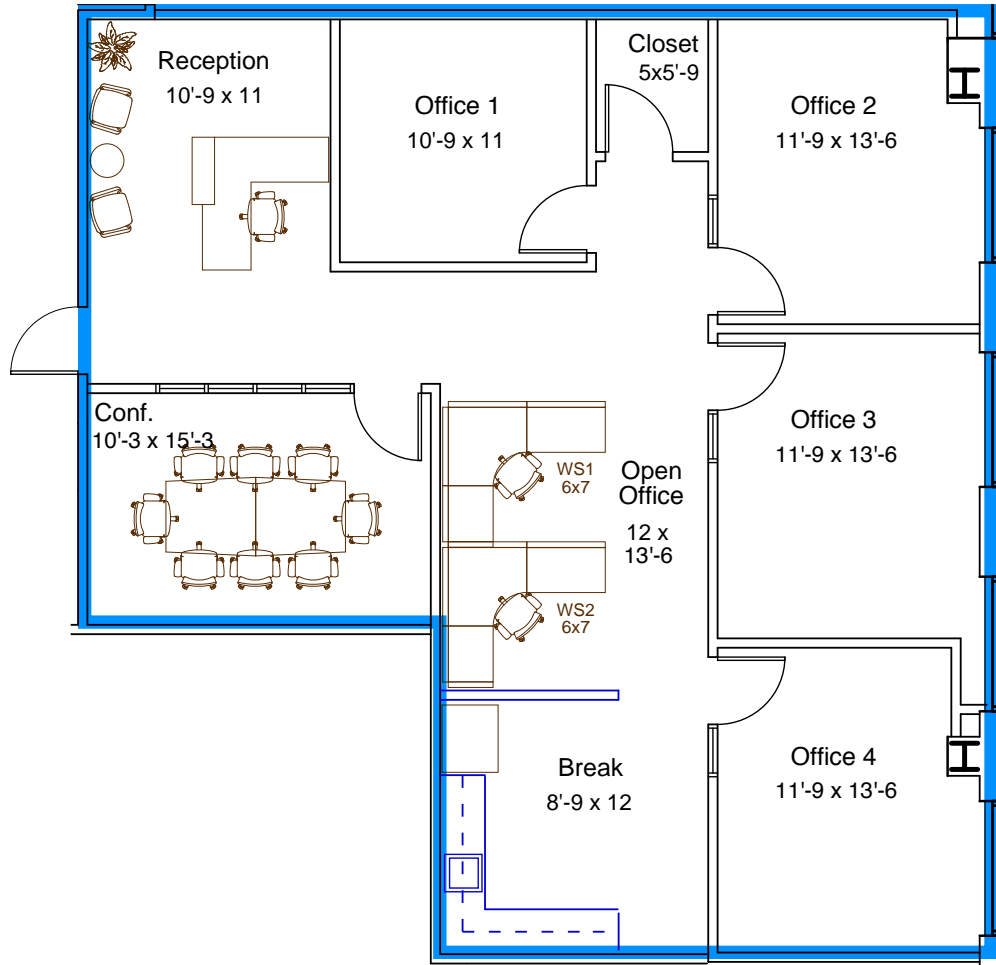 Reception
10'-9 x 11
Office 1
10'-9 x 11
Closet
5x5'-9
Office 2
11'-9 x 13'-6
Conf.
10'-3 x 15'-3
WS1
6x7
Open
Office
12 x
13'-6
Office 3
11'-9 x 13'-6
WS2
6x7
Break
8'-9 x 12
Office 4
11'-9 x 13'-6